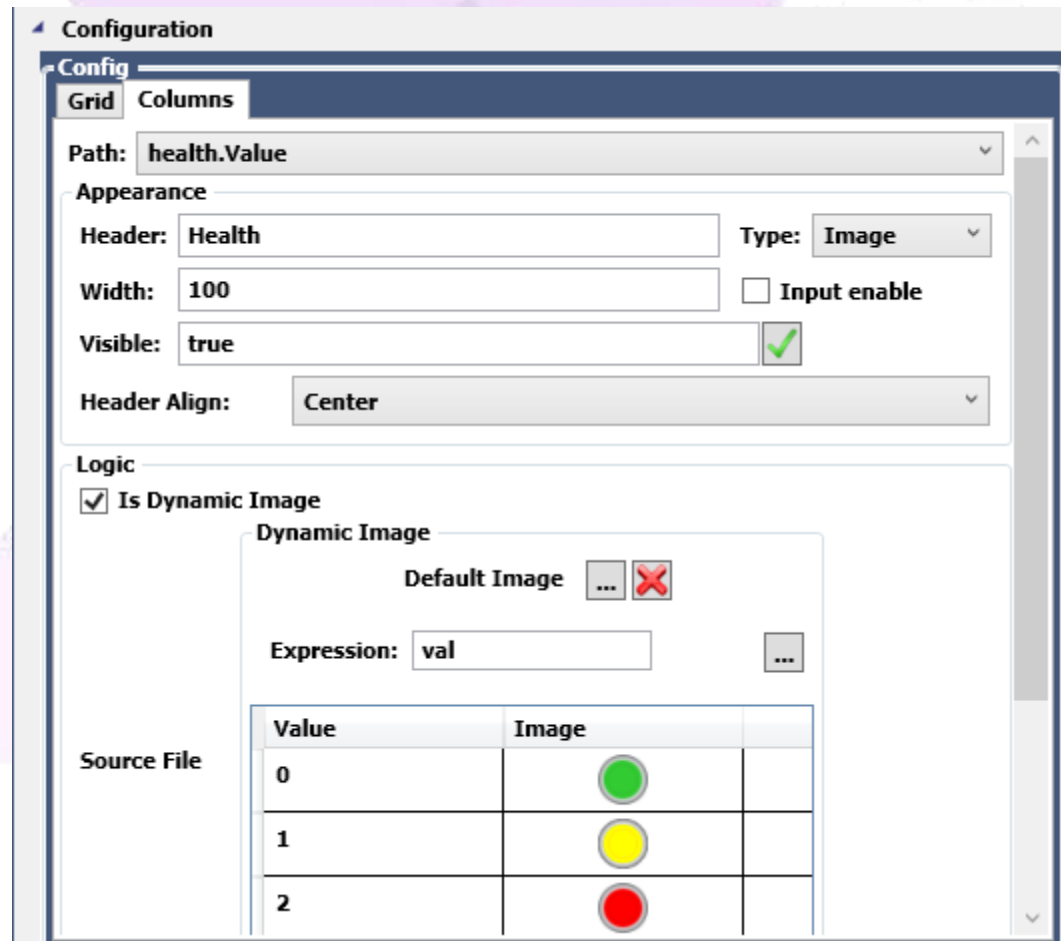 Configuration
Config
Grid Columns
Path: health.Value
Appearance
Header: Health Type: Image
Width: 100 Input enable
Visible: true
Header Align: Center
Logic
Is Dynamic Image
Dynamic Image
Default Image ...
Expression: val ...
Value Image
Source File
0
1
2